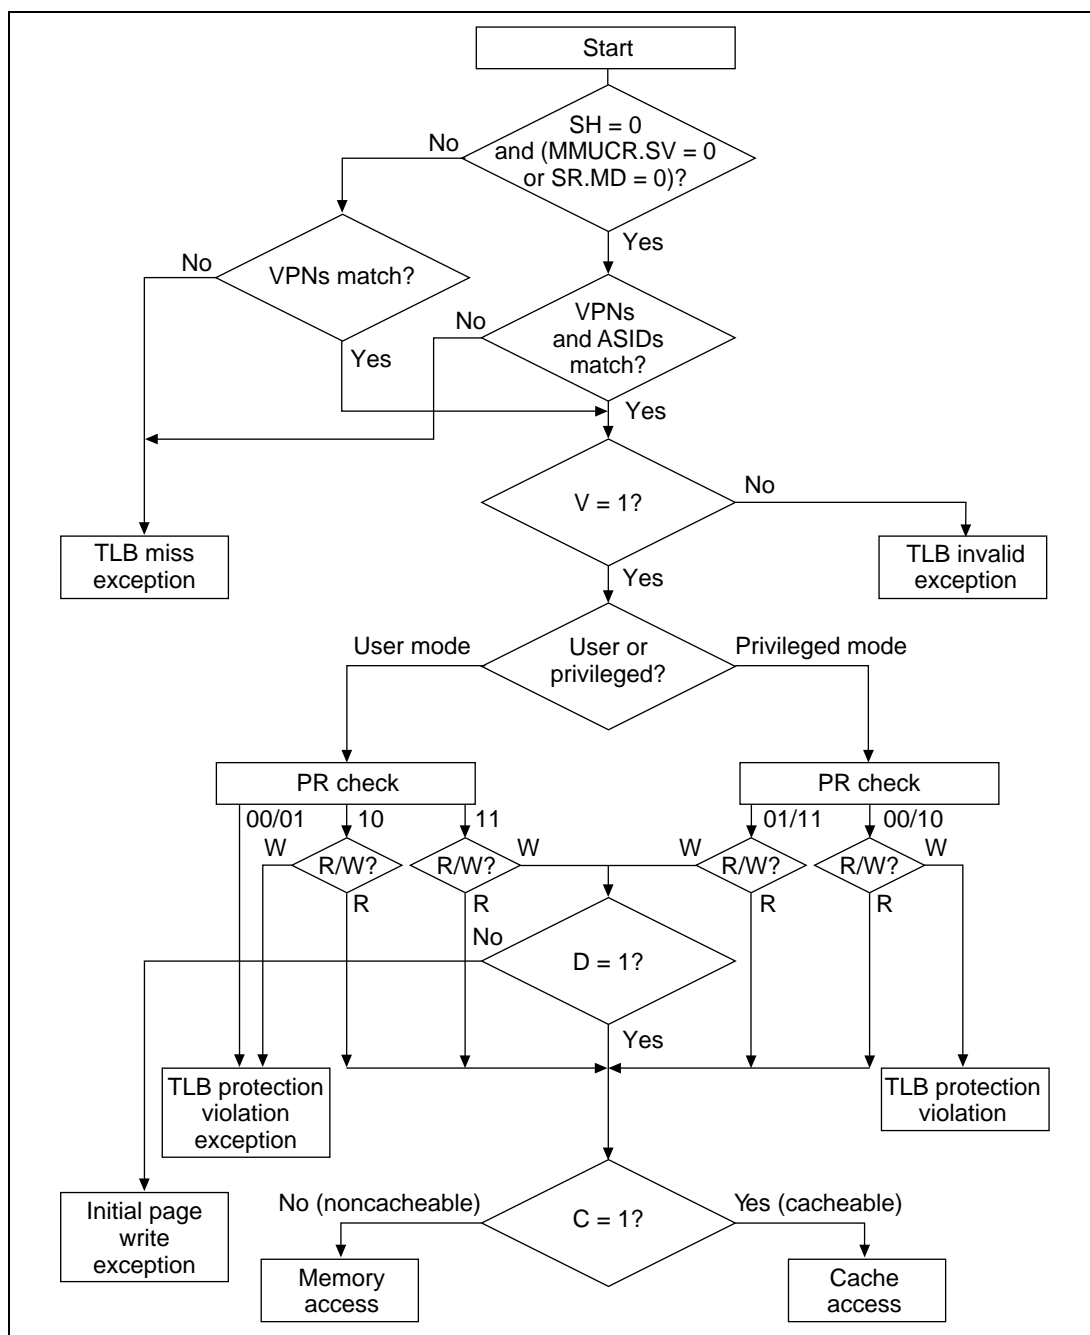 Start
SH = 0
and (MMUCR.SV = 0
or SR.MD = 0)?
No
Yes
No
VPNs match?
Yes
No
VPNs
and ASIDs
match?
Yes
V = 1?
No
Yes
TLB miss
exception
TLB invalid
exception
User mode
User or
privileged?
Privileged mode
PR check
PR check
00/01
10
11
01/11
00/10
W
R/W?
R
R/W?
W
R
W
R/W?
R
R/W?
W
R
No
D = 1?
Yes
TLB protection
violation
exception
TLB protection
violation
Initial page
write
exception
No (noncacheable)
C = 1?
Yes (cacheable)
Memory
access
Cache
access